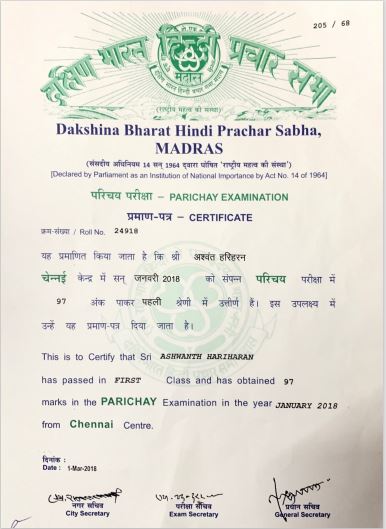 205 / 68
दक्षिण भारत हिन्दी प्रचार सभा
मद्रास
Dakshina Bharat Hindi Prachar Sabha,
MADRAS
(राष्ट्रीय महत्व की संस्था)
(संसदीय अधिनियम 14 सन् 1964 द्वारा घोषित 'राष्ट्रीय महत्व की संस्था')
[Declared by Parliament as an Institution of National Importance by Act No. 14 of 1964]
परिचय परीक्षा – PARICHAY EXAMINATION
प्रमाण-पत्र – CERTIFICATE
क्रम-संख्या / Roll No. 24918
यह प्रमाणित किया जाता है कि श्री अश्वंत हरिहरन
चेन्नई केन्द्र में सन् जनवरी 2018 को संपन्न परिचय परीक्षा में
97 अंक पाकर पहली श्रेणी में उत्तीर्ण है। इस उपलक्ष्य में
उन्हें यह प्रमाण-पत्र दिया जाता है।
This is to Certify that Sri ASHWANTH HARIHARAN
has passed in FIRST Class and has obtained 97
marks in the PARICHAY Examination in the year JANUARY 2018
from Chennai Centre.
दिनांक :
Date : 1-Mar-2018
नगर सचिव परीक्षा सचिव प्रधान सचिव
City Secretary Exam Secretary General Secretary